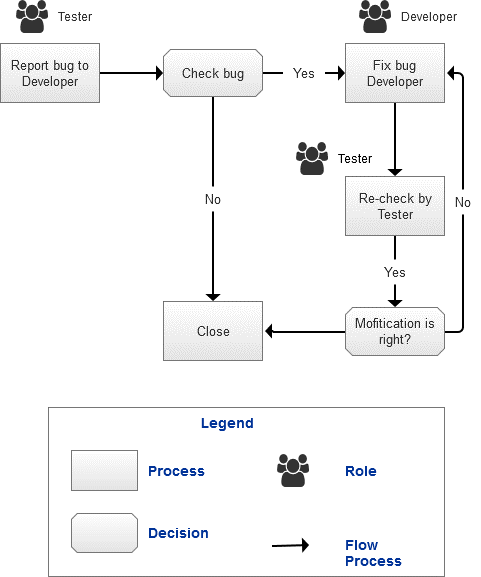 Tester
Developer
Report bug to
Developer
Check bug
Yes
Fix bug
Developer
Tester
No
Re-check by
Tester
No
Yes
Close
Mofitication is
right?
Legend
Process
Role
Decision
Flow
Process